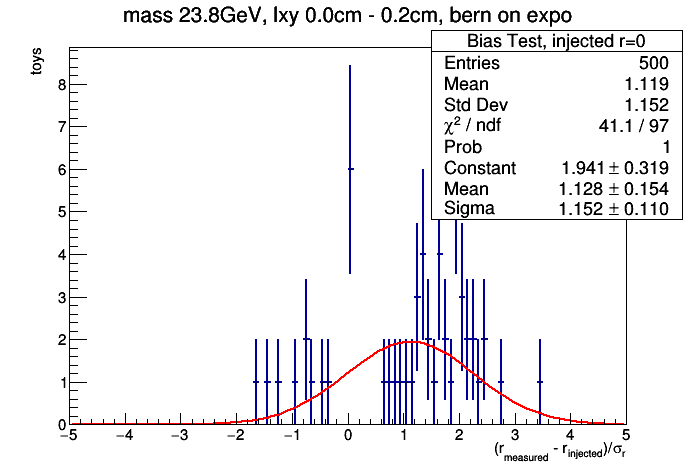 mass 23.8GeV, lxy 0.0cm - 0.2cm, bern on expo
Bias Test, injected r=0
Entries 500
Mean 1.119
Std Dev 1.152
χ² / ndf 41.1 / 97
Prob 1
Constant 1.941 ± 0.319
Mean 1.128 ± 0.154
Sigma 1.152 ± 0.110
toys
8
7
6
5
4
3
2
1
0
−5 −4 −3 −2 −1 0 1 2 3 4 5
(r_measured - r_injected)/σ_r